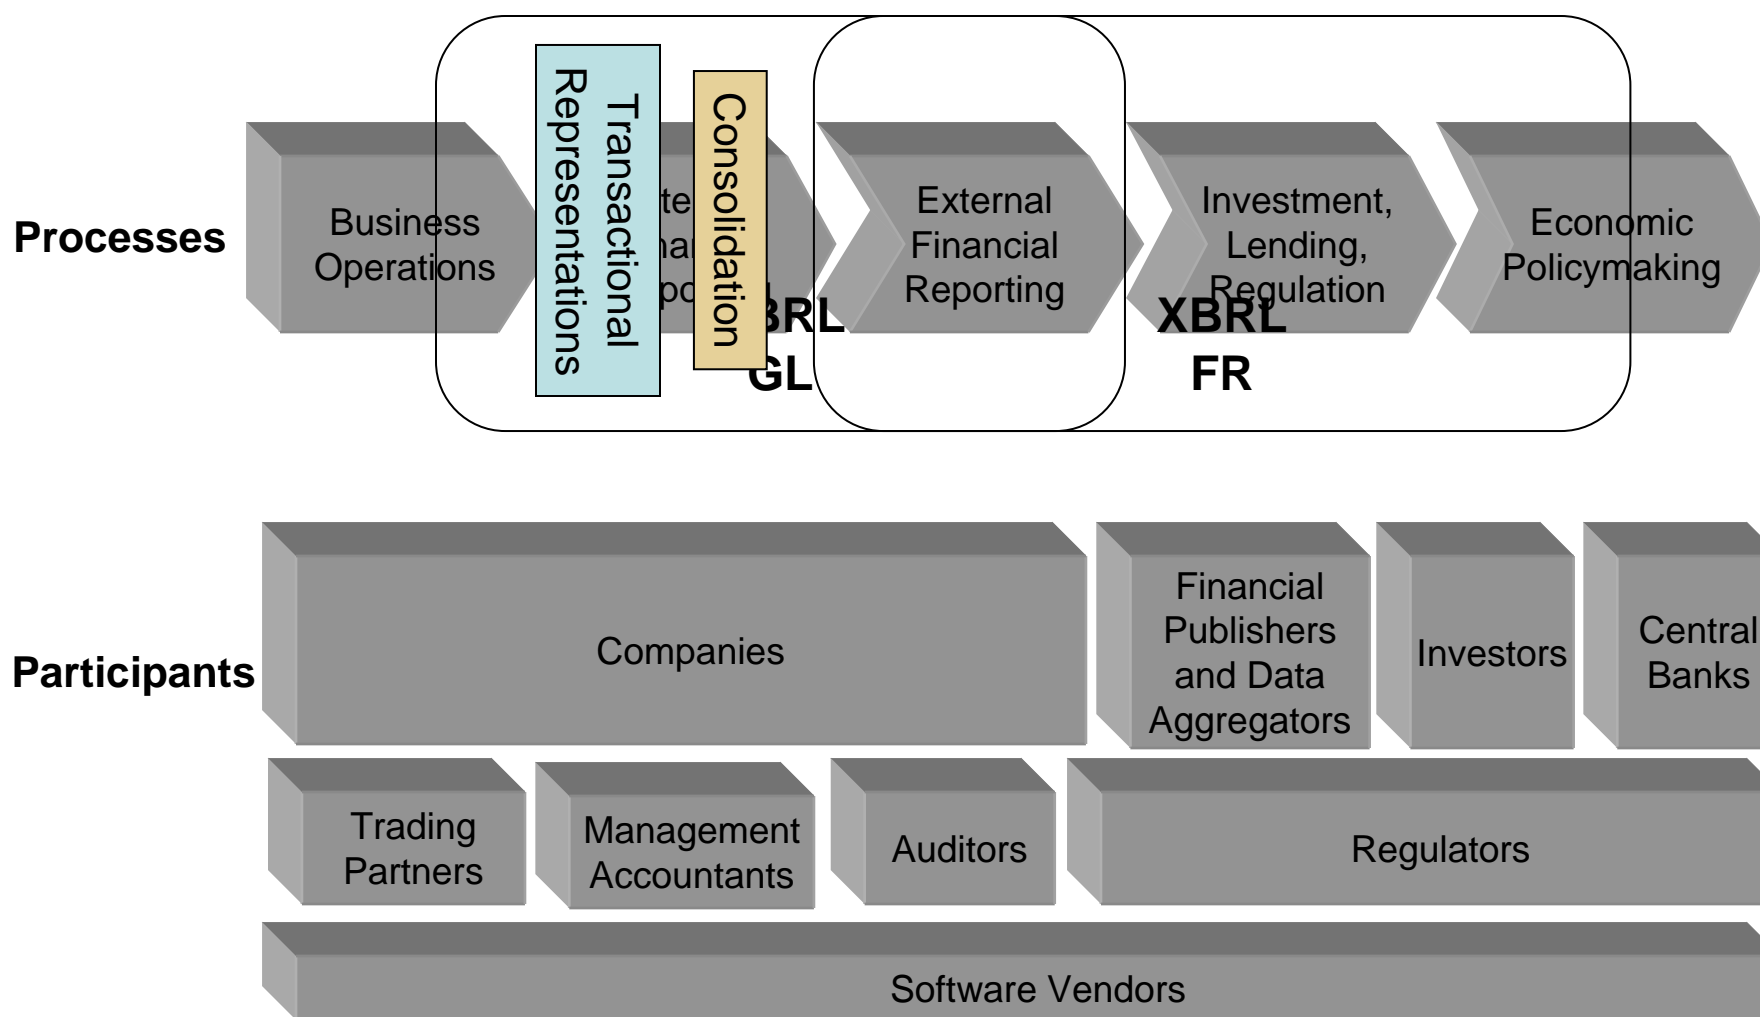 Processes
Business
Operations
Transactional
Representations
Consolidation
External
Financial
Reporting
Investment,
Lending,
Regulation
Economic
Policymaking
GL
XBRL
FR
Participants
Companies
Financial
Publishers
and Data
Aggregators
Investors
Central
Banks
Trading
Partners
Management
Accountants
Auditors
Regulators
Software Vendors